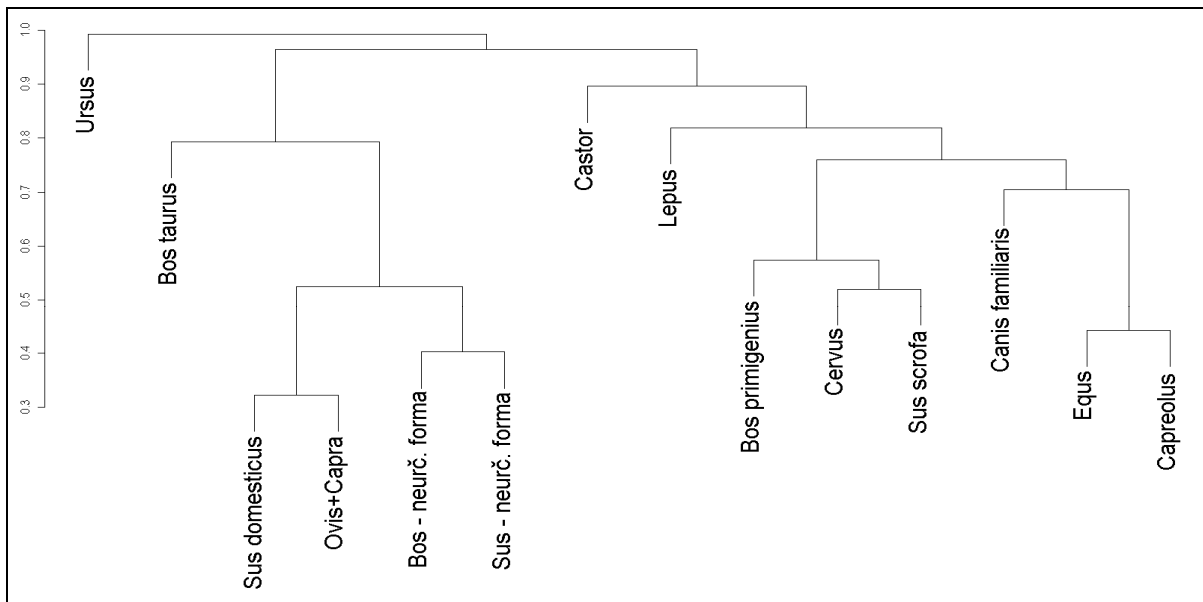 1.0
0.9
0.8
0.7
0.6
0.5
0.4
0.3
Ursus
Bos taurus
Sus domesticus
Ovis+Capra
Bos - neurč. forma
Sus - neurč. forma
Castor
Lepus
Bos primigenius
Cervus
Sus scrofa
Canis familiaris
Equs
Capreolus